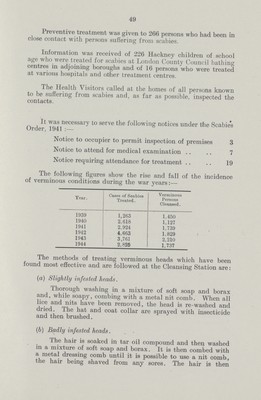 49
Preventive treatment was given to 266 persons who had been in
close contact with persons suffering from scabies.
Information was received of 226 Hackney children of school
age who were treated for scabies at London County Council bathing
centres in adjoining boroughs and of 16 persons who were treated
at various hospitals and other treatment centres.
The Health Visitors called at the homes of all persons known
to be suffering from scabies and, as far as possible, inspected the
contacts.
It was necessary to serve the following notices under the Scabies
Order, 1941 :—
Notice to occupier to permit inspection of premises 3
Notice to attend for medical examination .. .. 7
Notice requiring attendance for treatment .. .. 19
The following figures show the rise and fall of the incidence
of verminous conditions during the war years:—
Year. Cases of Scabies Treated. Verminous Persons Cleansed.
1939 1,263 1,450
1940 2,618 1,127
1941 2,924 1,759
1942 4,653 1,859
1943 3,761 2,150
1944 2,626 1,737
The methods of treating verminous heads which have been
found most effective and are followed at the Cleansing Station are:
(a) Slightly infested heads.
Thorough washing in a mixture of soft soap and borax
and, while soapy, combing with a metal nit comb. When all
lice and nits have been removed, the head is re-washed and
dried. The hat and coat collar are sprayed with insecticide
and then brushed.
(b) Badly infested heads.
The hair is soaked in tar oil compound and then washed
in a mixture of soft soap and borax. It is then combed with
a metal dressing comb until it is possible to use a nit comb,
the hair being shaved from any sores. The hair is then